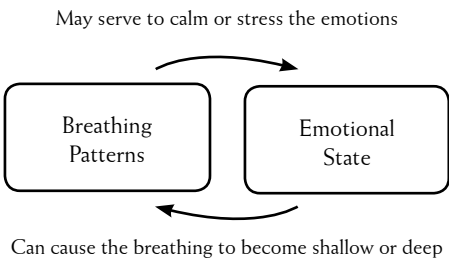 May serve to calm or stress the emotions
Breathing
Patterns
Emotional
State
Can cause the breathing to become shallow or deep